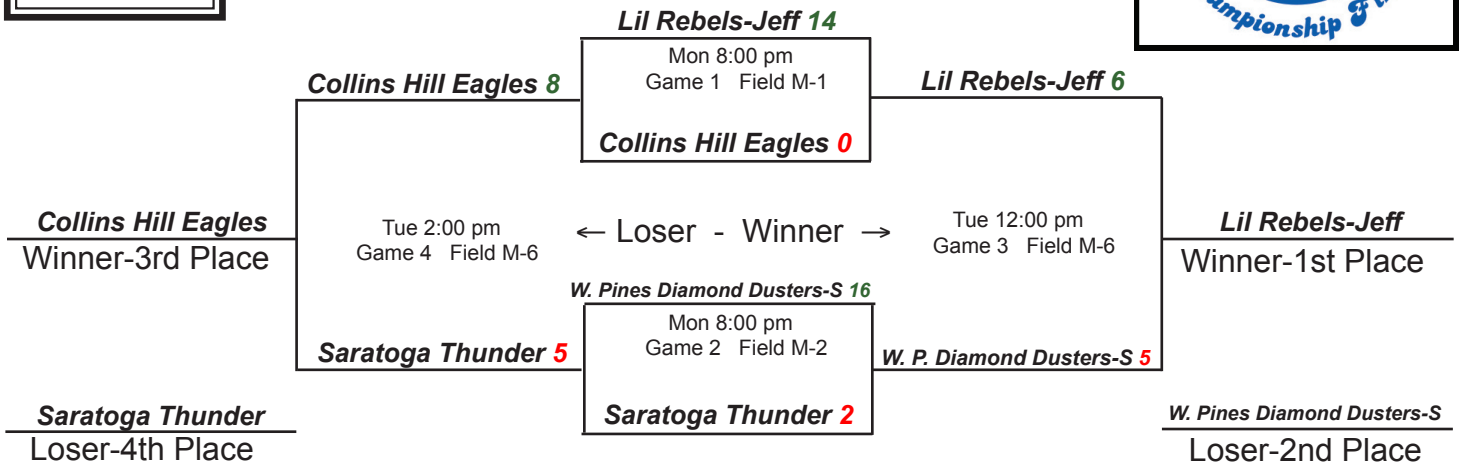 Lil Rebels-Jeff 14
Mon 8:00 pm
Game 1 Field M-1
Collins Hill Eagles 0
Collins Hill Eagles 8
Lil Rebels-Jeff 6
Championship
Collins Hill Eagles
Winner-3rd Place
Tue 2:00 pm
Game 4 Field M-6
← Loser - Winner →
Tue 12:00 pm
Game 3 Field M-6
Lil Rebels-Jeff
Winner-1st Place
W. Pines Diamond Dusters-S 16
Mon 8:00 pm
Game 2 Field M-2
Saratoga Thunder 2
Saratoga Thunder 5
W. P. Diamond Dusters-S 5
Saratoga Thunder
Loser-4th Place
W. Pines Diamond Dusters-S
Loser-2nd Place